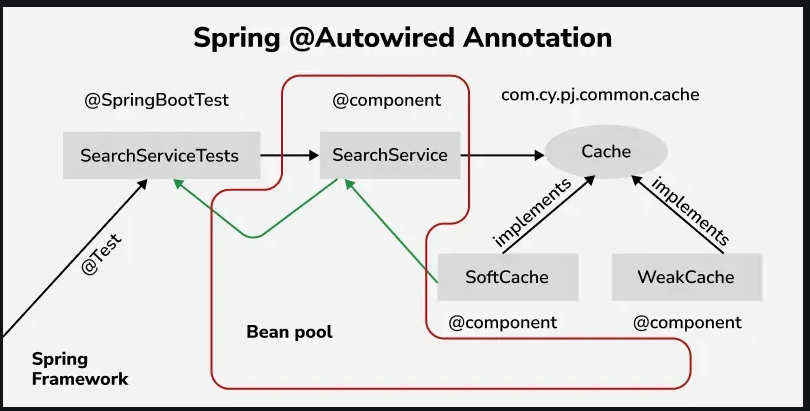 Spring @Autowired Annotation
@SpringBootTest
@component
com.cy.pj.common.cache
SearchServiceTests
SearchService
Cache
@Test
implements
implements
SoftCache
WeakCache
@component
@component
Bean pool
Spring
Framework